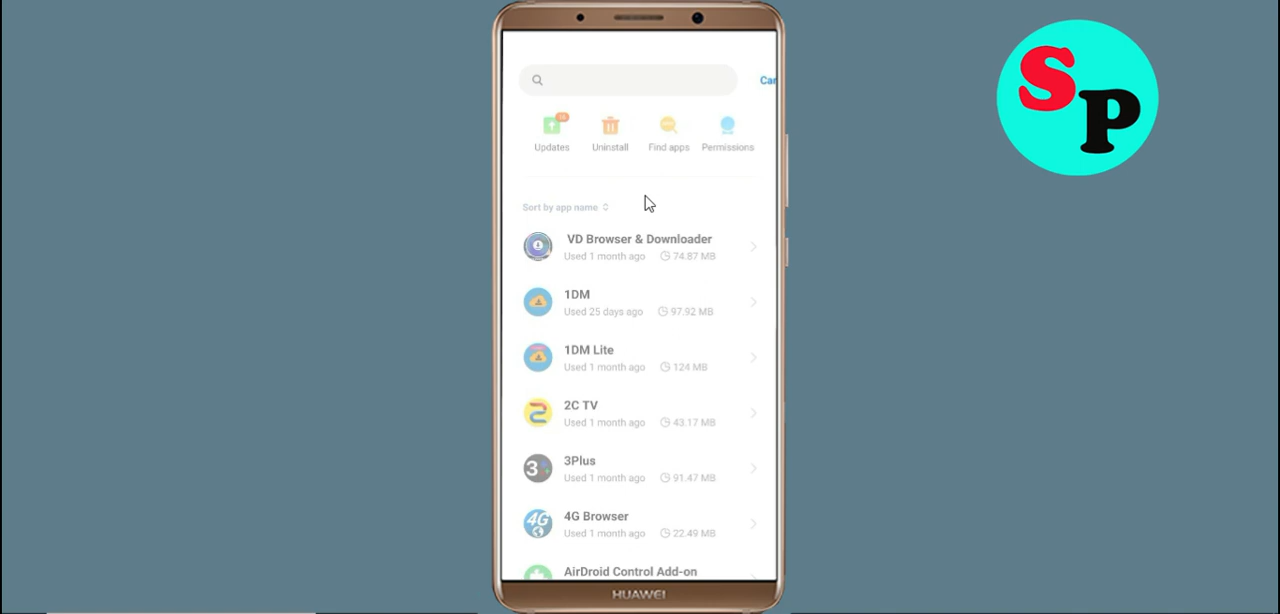 S
P
Can
Updates
Uninstall
Find apps
Permissions
Sort by app name
VD Browser & Downloader
Used 1 month ago 74.87 MB
1DM
Used 25 days ago 97.92 MB
1DM Lite
Used 1 month ago 124 MB
2C TV
Used 1 month ago 43.17 MB
3
3Plus
Used 1 month ago 91.47 MB
4G
4G Browser
Used 1 month ago 22.49 MB
AirDroid Control Add-on
HUAWEI